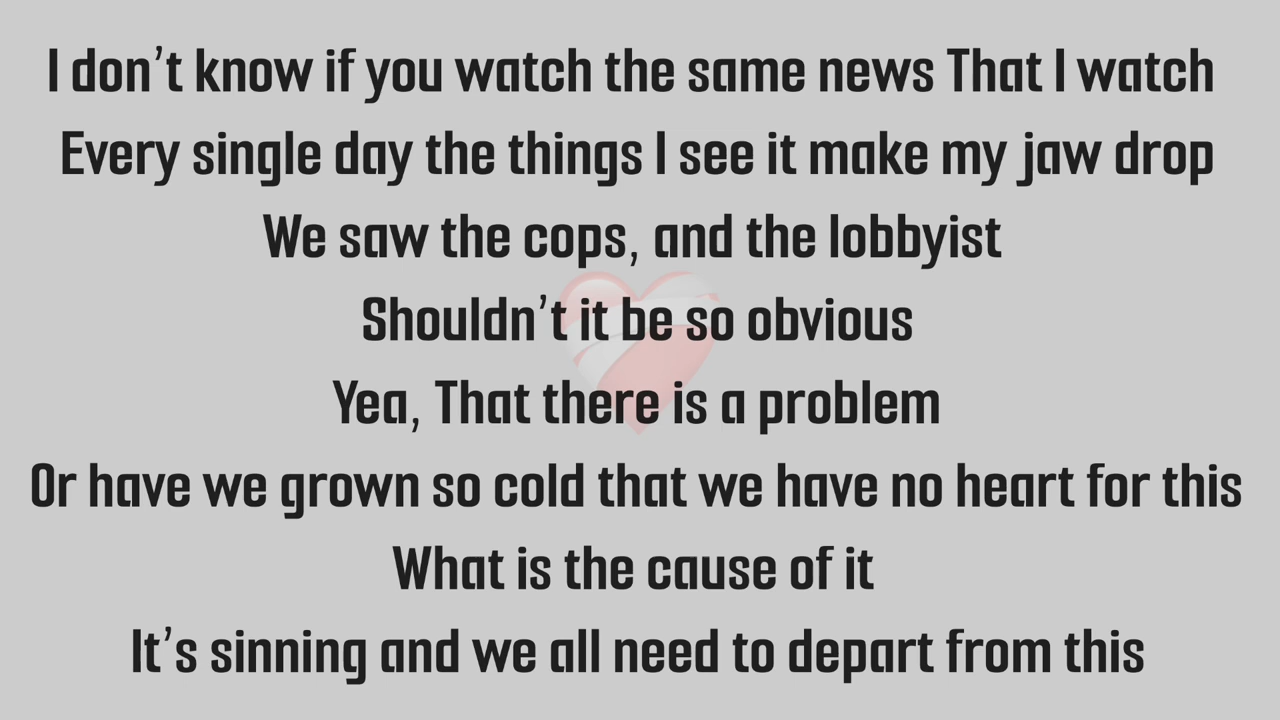 I don't know if you watch the same news That I watch
Every single day the things I see it make my jaw drop
We saw the cops, and the lobbyist
Shouldn't it be so obvious
Yea, That there is a problem
Or have we grown so cold that we have no heart for this
What is the cause of it
It's sinning and we all need to depart from this